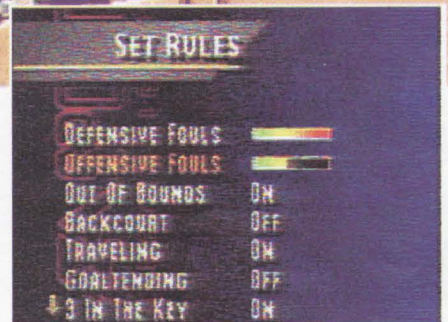 SET RULES
DEFENSIVE FOULS
OFFENSIVE FOULS
OUT OF BOUNDS ON
BACKCOURT OFF
TRAVELING ON
GOALTENDING OFF
3 IN THE KEY ON